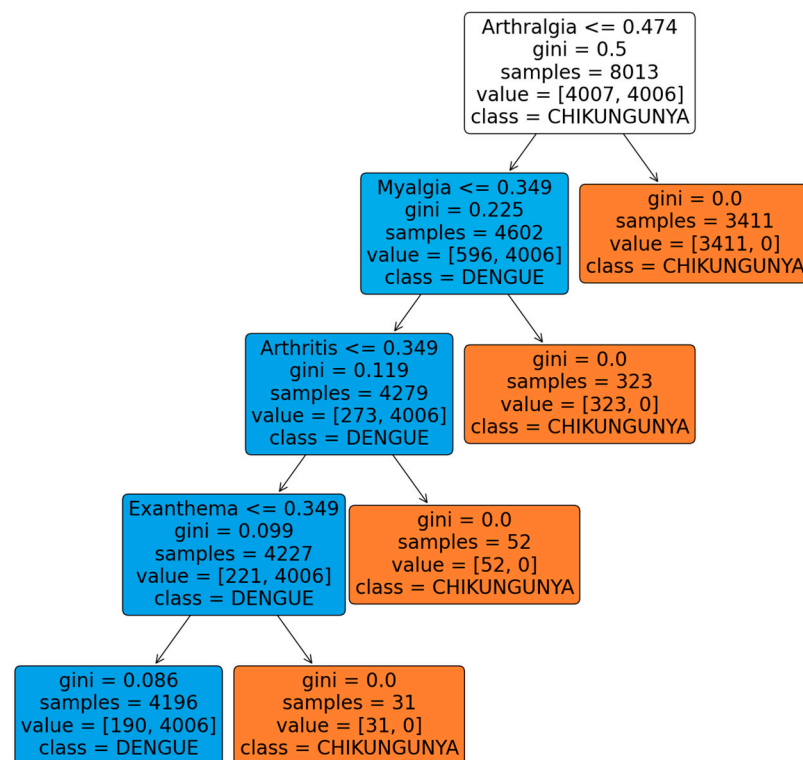 Arthralgia <= 0.474
gini = 0.5
samples = 8013
value = [4007, 4006]
class = CHIKUNGUNYA
Myalgia <= 0.349
gini = 0.225
samples = 4602
value = [596, 4006]
class = DENGUE
gini = 0.0
samples = 3411
value = [3411, 0]
class = CHIKUNGUNYA
Arthritis <= 0.349
gini = 0.119
samples = 4279
value = [273, 4006]
class = DENGUE
gini = 0.0
samples = 323
value = [323, 0]
class = CHIKUNGUNYA
Exanthema <= 0.349
gini = 0.099
samples = 4227
value = [221, 4006]
class = DENGUE
gini = 0.0
samples = 52
value = [52, 0]
class = CHIKUNGUNYA
gini = 0.086
samples = 4196
value = [190, 4006]
class = DENGUE
gini = 0.0
samples = 31
value = [31, 0]
class = CHIKUNGUNYA